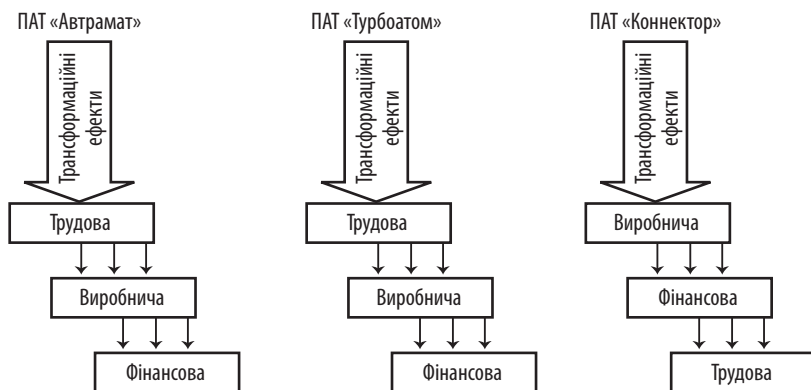 ПАТ «Автрамат»
Трансформаційні
ефекти
Трудова
Виробнича
Фінансова
ПАТ «Турбоатом»
Трансформаційні
ефекти
Трудова
Виробнича
Фінансова
ПАТ «Коннектор»
Трансформаційні
ефекти
Виробнича
Фінансова
Трудова